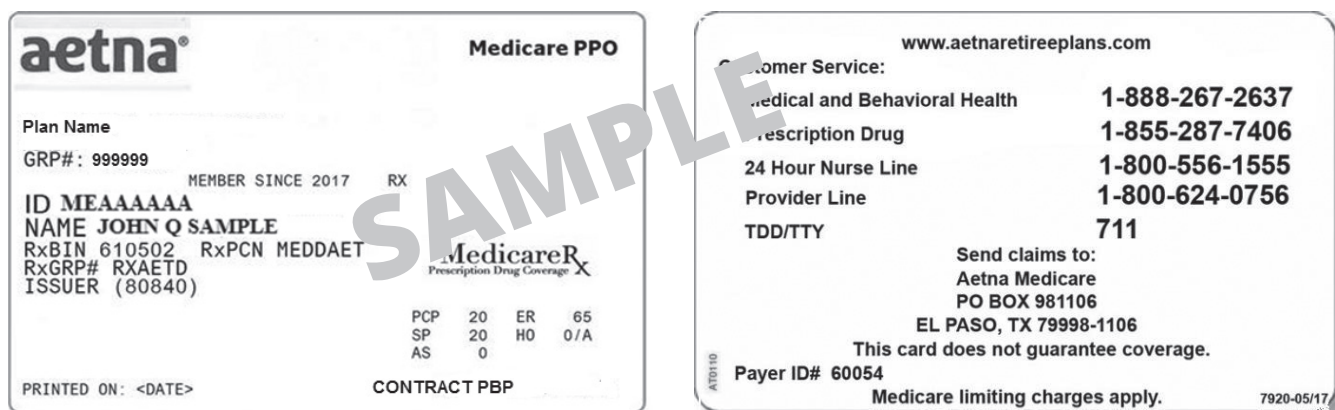 aetna®
Medicare PPO
Plan Name
GRP#: 999999
MEMBER SINCE 2017 RX
ID MEAAAAAA
NAME JOHN Q SAMPLE
RxBIN 610502 RxPCN MEDDAET
RxGRP# RXAETD
ISSUER (80840)
MedicareRx
Prescription Drug Coverage
PCP 20 ER 65
SP 20 HO 0/A
AS 0
PRINTED ON: <DATE>
CONTRACT PBP
SAMPLE
www.aetnaretireeplans.com
Customer Service:
Medical and Behavioral Health 1-888-267-2637
Prescription Drug 1-855-287-7406
24 Hour Nurse Line 1-800-556-1555
Provider Line 1-800-624-0756
TDD/TTY 711
Send claims to:
Aetna Medicare
PO BOX 981106
EL PASO, TX 79998-1106
This card does not guarantee coverage.
Payer ID# 60054
Medicare limiting charges apply.
AT0110
7920-05/17